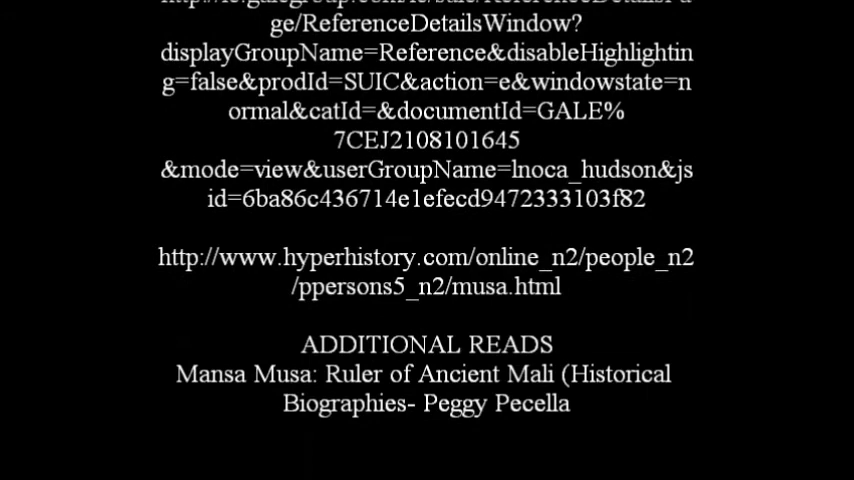 ge/ReferenceDetailsWindow?
displayGroupName=Reference&disableHighlightin
g=false&prodId=SUIC&action=e&windowstate=n
ormal&catId=&documentId=GALE%
7CEJ2108101645
&mode=view&userGroupName=lnoca_hudson&js
id=6ba86c436714e1efecd9472333103f82
http://www.hyperhistory.com/online_n2/people_n2
/ppersons5_n2/musa.html
ADDITIONAL READS
Mansa Musa: Ruler of Ancient Mali (Historical
Biographies- Peggy Pecella